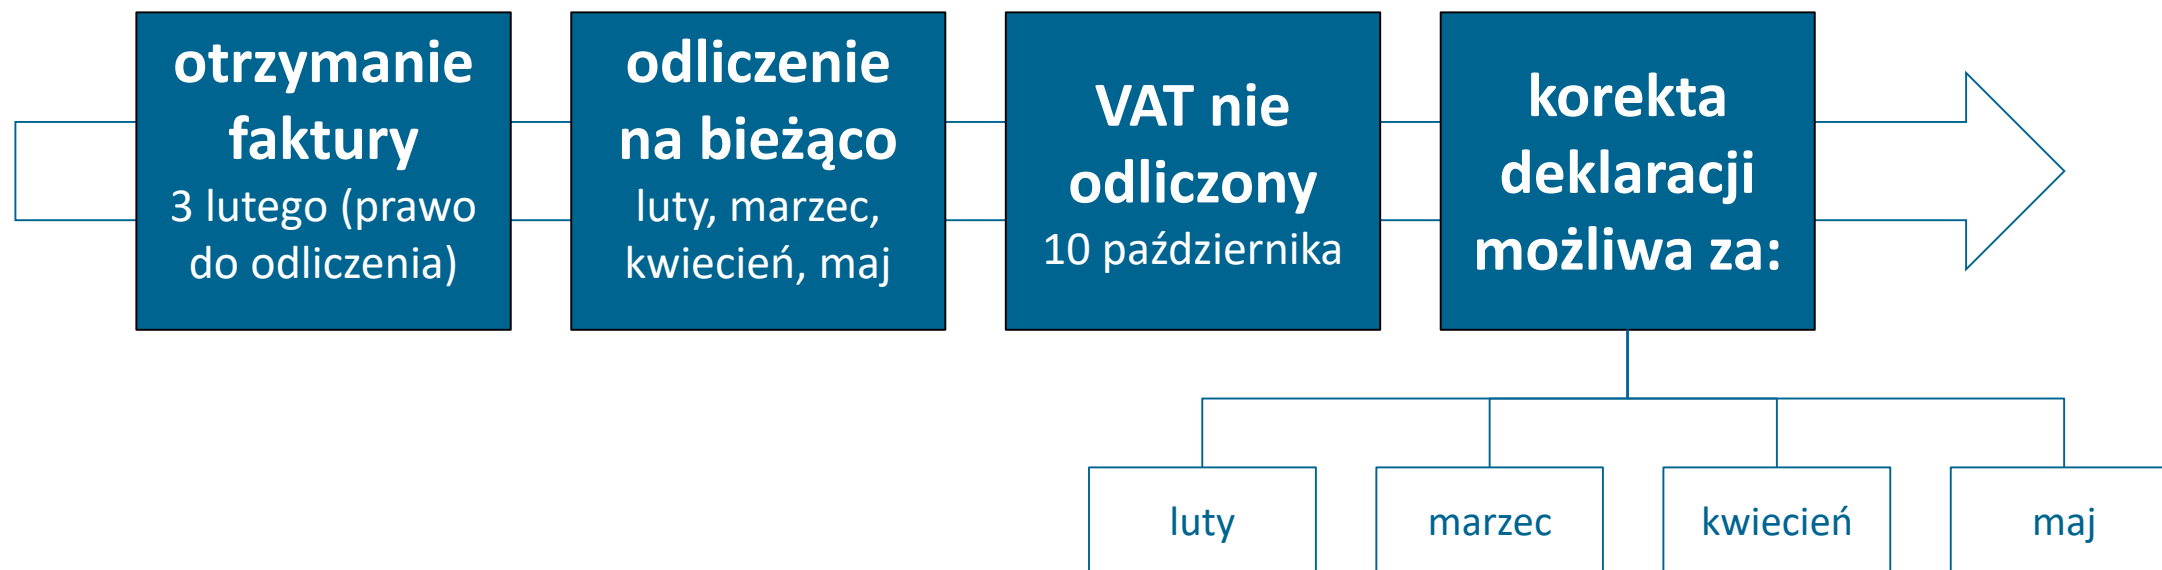 otrzymanie
faktury
3 lutego (prawo
do odliczenia)
odliczenie
na bieżąco
luty, marzec,
kwiecień, maj
VAT nie
odliczony
10 października
korekta
deklaracji
możliwa za:
luty
marzec
kwiecień
maj